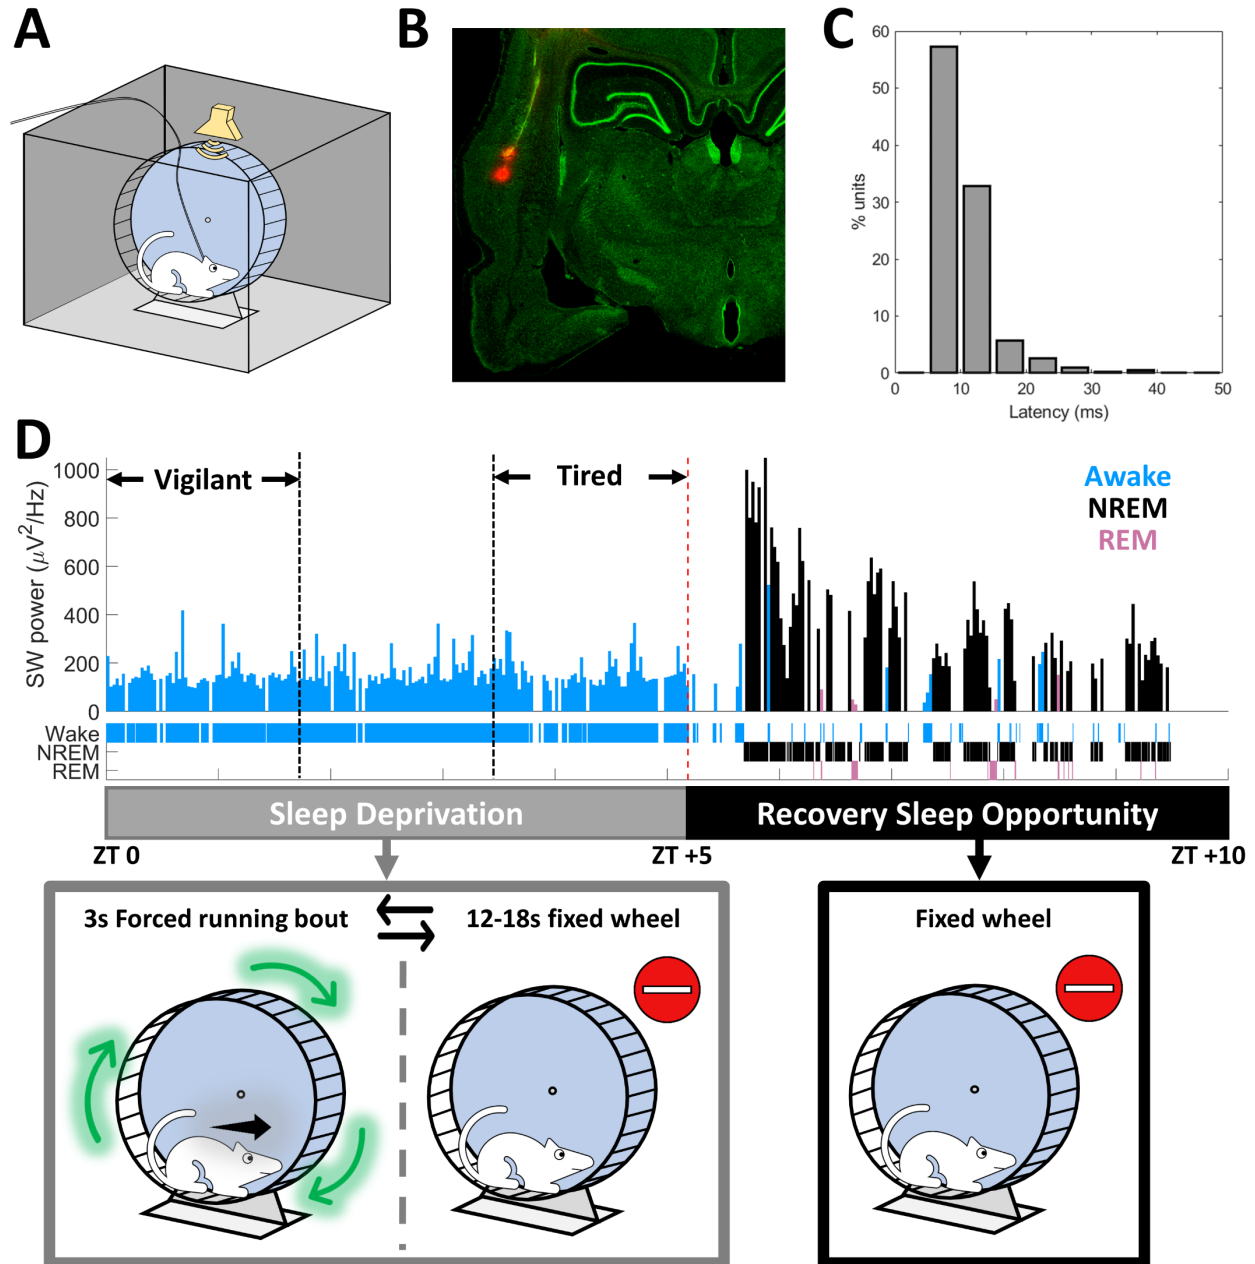 A
B
C
60
50
40
30
20
10
0
% units
0
10
20
30
40
50
Latency (ms)
D
1000
800
600
400
200
0
SW power (μV²/Hz)
Vigilant
Tired
Awake
NREM
REM
Wake
NREM
REM
Sleep Deprivation
Recovery Sleep Opportunity
ZT 0
ZT +5
ZT +10
3s Forced running bout
12-18s fixed wheel
Fixed wheel